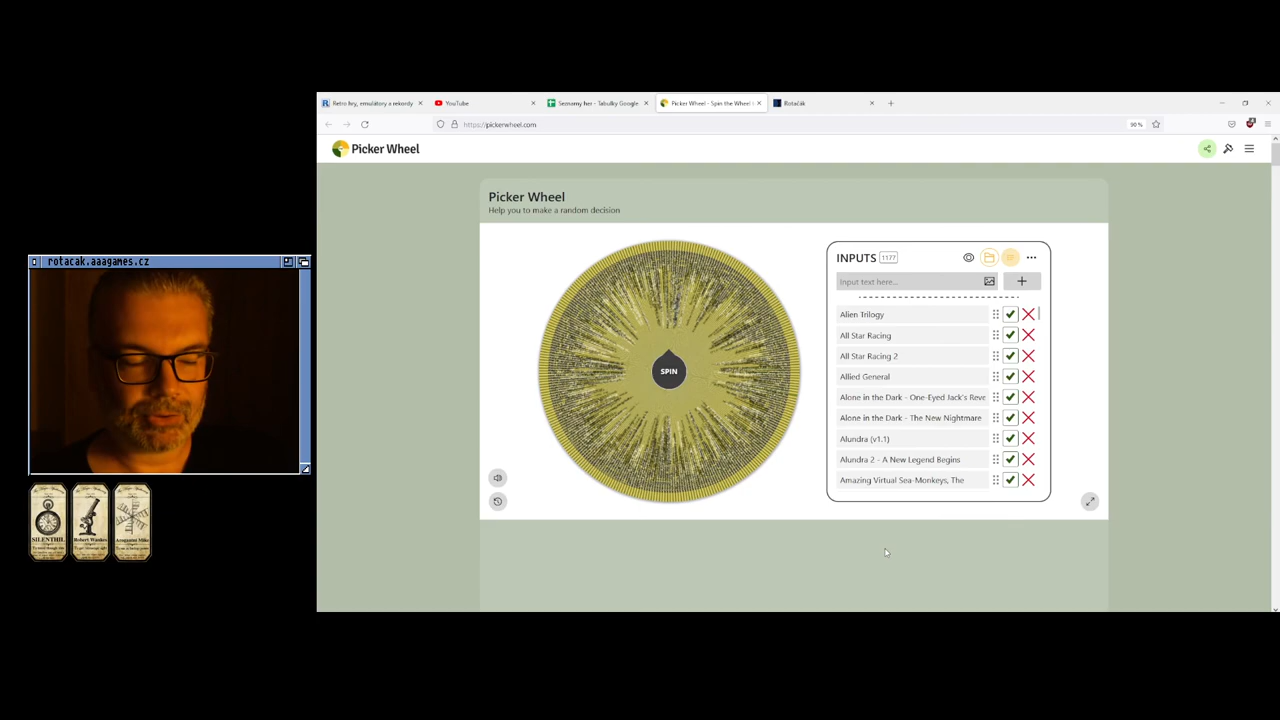 Retro hry, emulátory a rekordy
YouTube
Seznamy her - Tabulky Google
Picker Wheel - Spin the Wheel
Rotačák
https://pickerwheel.com
90%
Picker Wheel
Picker Wheel
Help you to make a random decision
SPIN
INPUTS 1177
Input text here...
Alien Trilogy
All Star Racing
All Star Racing 2
Allied General
Alone in the Dark - One-Eyed Jack's Reve
Alone in the Dark - The New Nightmare
Alundra (v1.1)
Alundra 2 - A New Legend Begins
Amazing Virtual Sea-Monkeys, The
rotacak.aaagames.cz
SILENTHILL
Robert Wankes